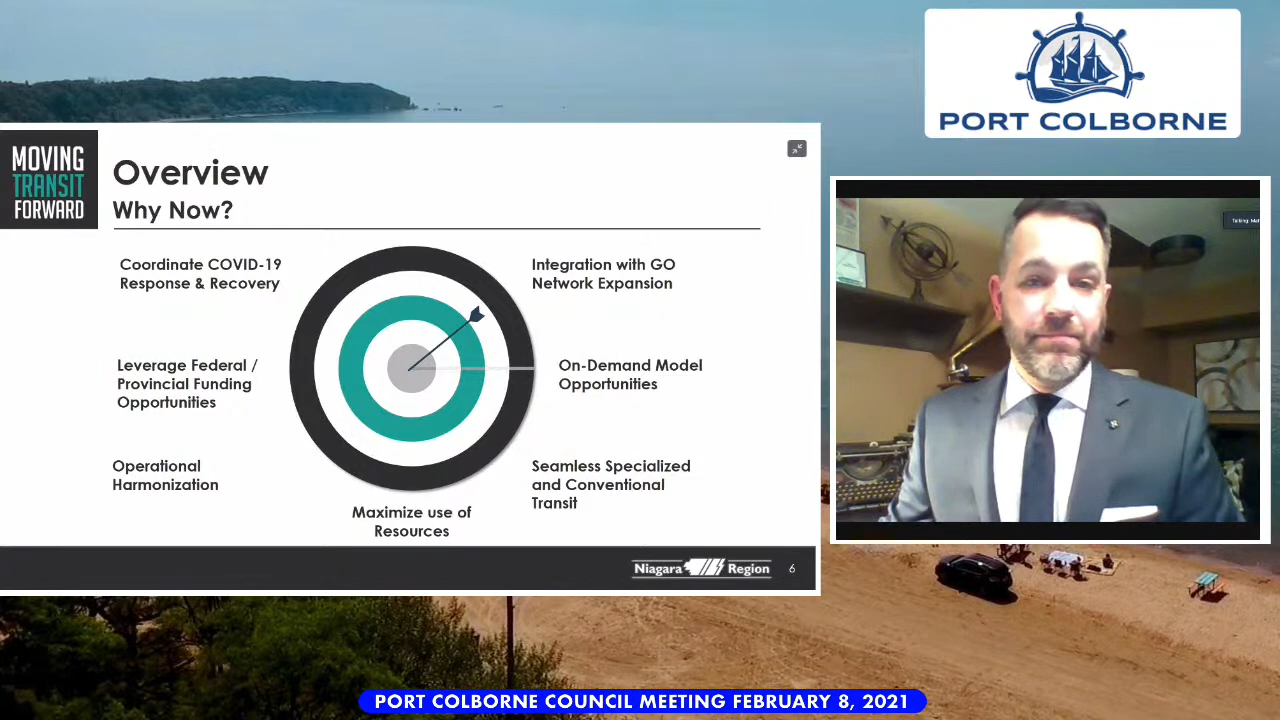 PORT COLBORNE
MOVING
TRANSIT
FORWARD
Overview
Why Now?
Coordinate COVID-19
Response & Recovery
Integration with GO
Network Expansion
Leverage Federal /
Provincial Funding
Opportunities
On-Demand Model
Opportunities
Operational
Harmonization
Seamless Specialized
and Conventional
Transit
Maximize use of
Resources
Niagara Region
6
Talking:
PORT COLBORNE COUNCIL MEETING FEBRUARY 8, 2021